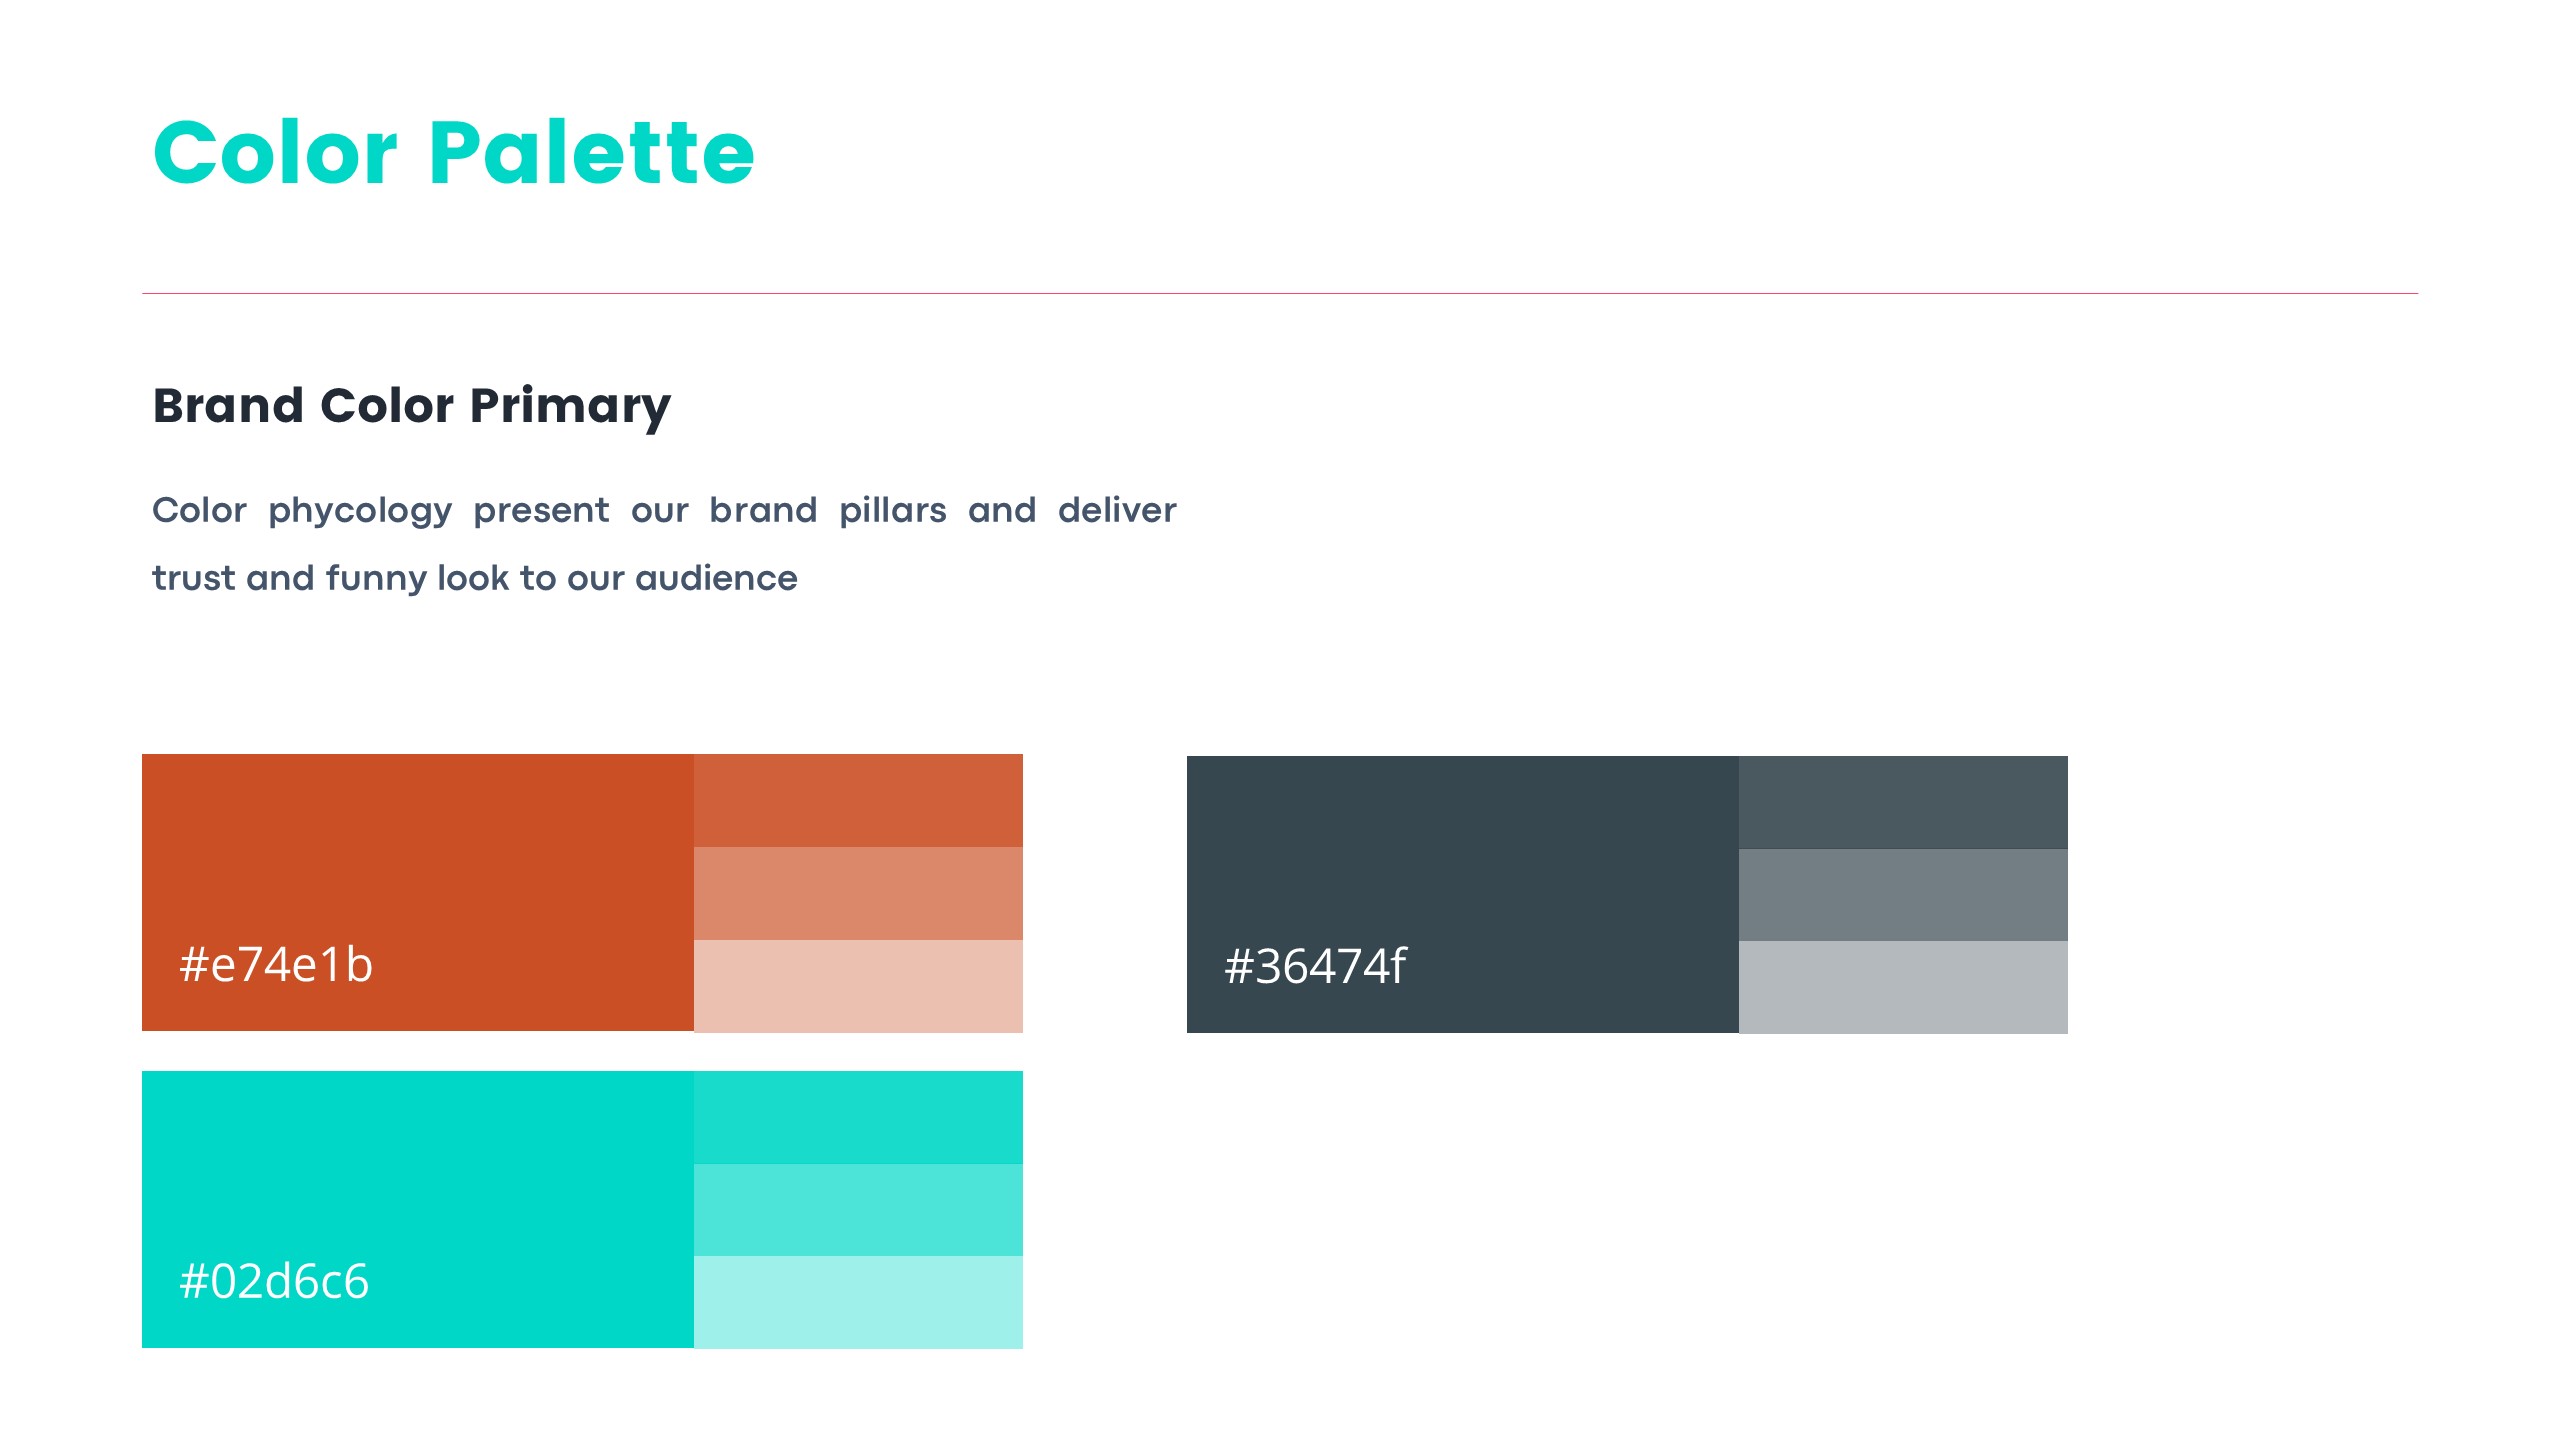 Color Palette
Brand Color Primary
Color phycology present our brand pillars and deliver
trust and funny look to our audience
#e74e1b
#36474f
#02d6c6